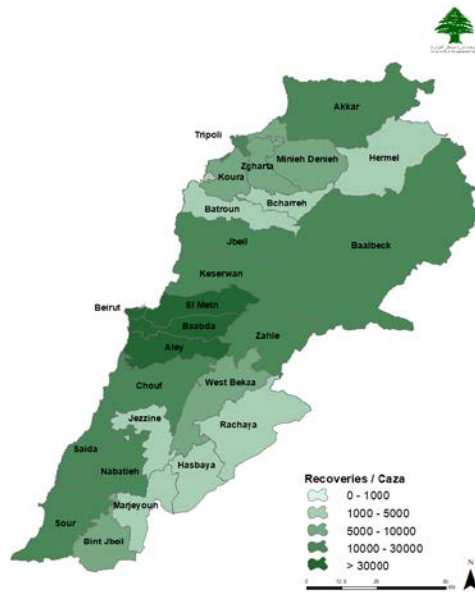 Akkar
Tripoli
Zgharta
Minieh Denieh
Hermel
Koura
Bcharreh
Batroun
Jbeil
Baalbeck
Keserwan
El Metn
Beirut
Baabda
Zahle
Aley
Chouf
West Bekaa
Jezzine
Rachaya
Saida
Hasbaya
Nabatieh
Marjeyoun
Sour
Bint Jbeil
Recoveries / Caza
0 - 1000
1000 - 5000
5000 - 10000
10000 - 30000
> 30000
N